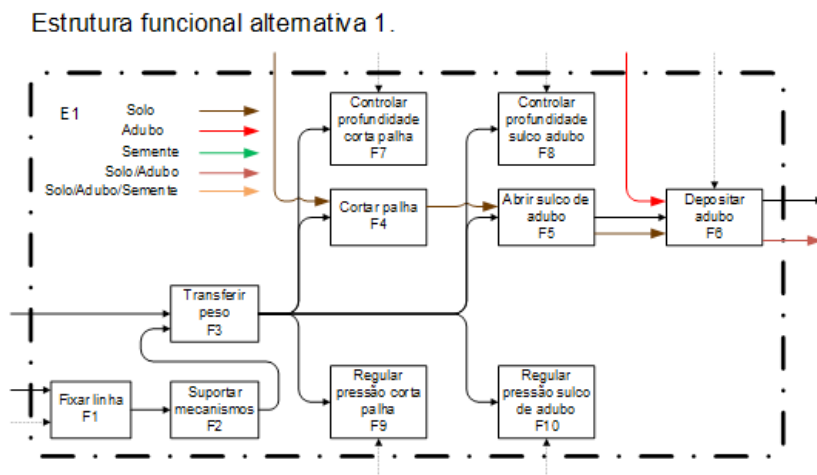 Estrutura funcional alternativa 1.
E1
Solo
Adubo
Semente
Solo/Adubo
Solo/Adubo/Semente
Controlar
profundidade
corta palha
F7
Controlar
profundidade
sulco adubo
F8
Cortar palha
F4
Abrir sulco de
adubo
F5
Depositar
adubo
F6
Transferir
peso
F3
Fixar linha
F1
Suportar
mecanismos
F2
Regular
pressão corta
palha
F9
Regular
pressão sulco
de adubo
F10